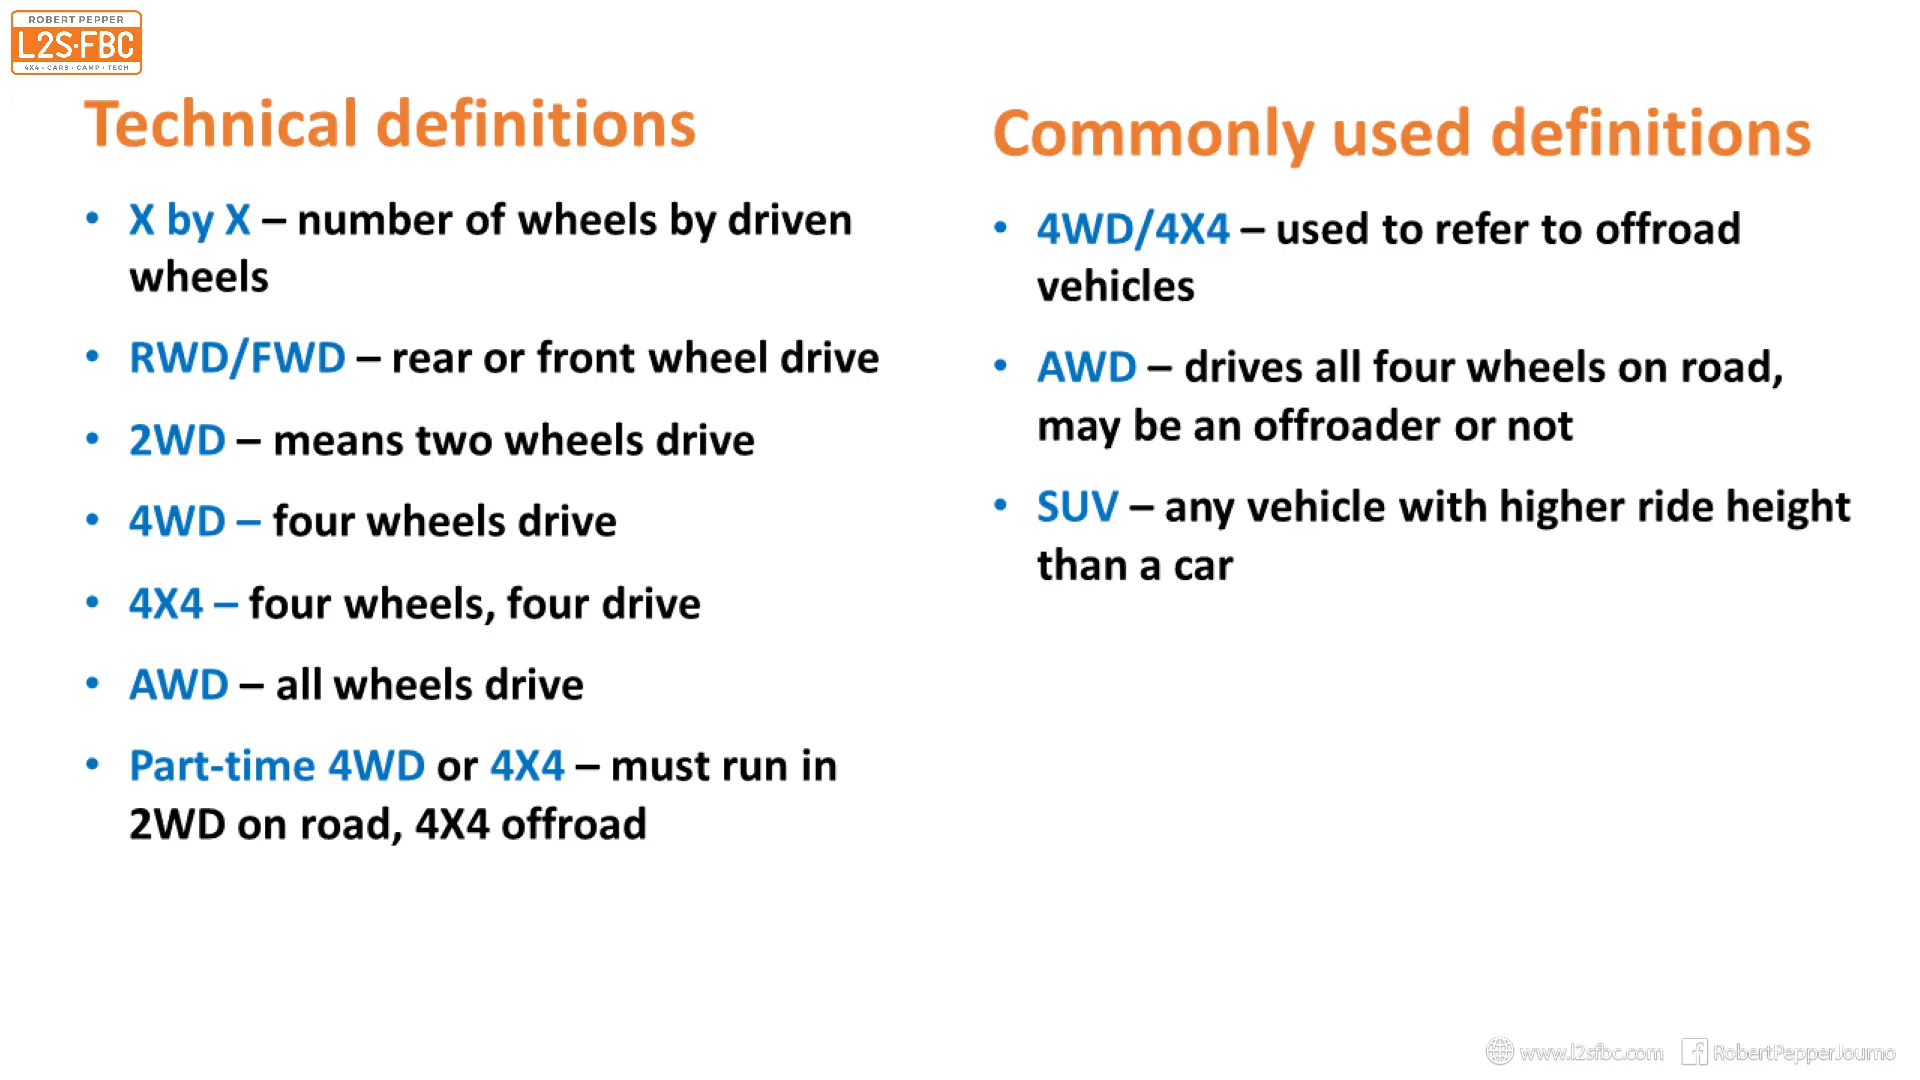 ROBERT PEPPER
L2S·FBC
4X4 • CARS • CAMP • TECH
Technical definitions
• X by X – number of wheels by driven
wheels
• RWD/FWD – rear or front wheel drive
• 2WD – means two wheels drive
• 4WD – four wheels drive
• 4X4 – four wheels, four drive
• AWD – all wheels drive
• Part-time 4WD or 4X4 – must run in
2WD on road, 4X4 offroad
Commonly used definitions
• 4WD/4X4 – used to refer to offroad
vehicles
• AWD – drives all four wheels on road,
may be an offroader or not
• SUV – any vehicle with higher ride height
than a car
www.l2sfbc.com
RobertPepperJourno